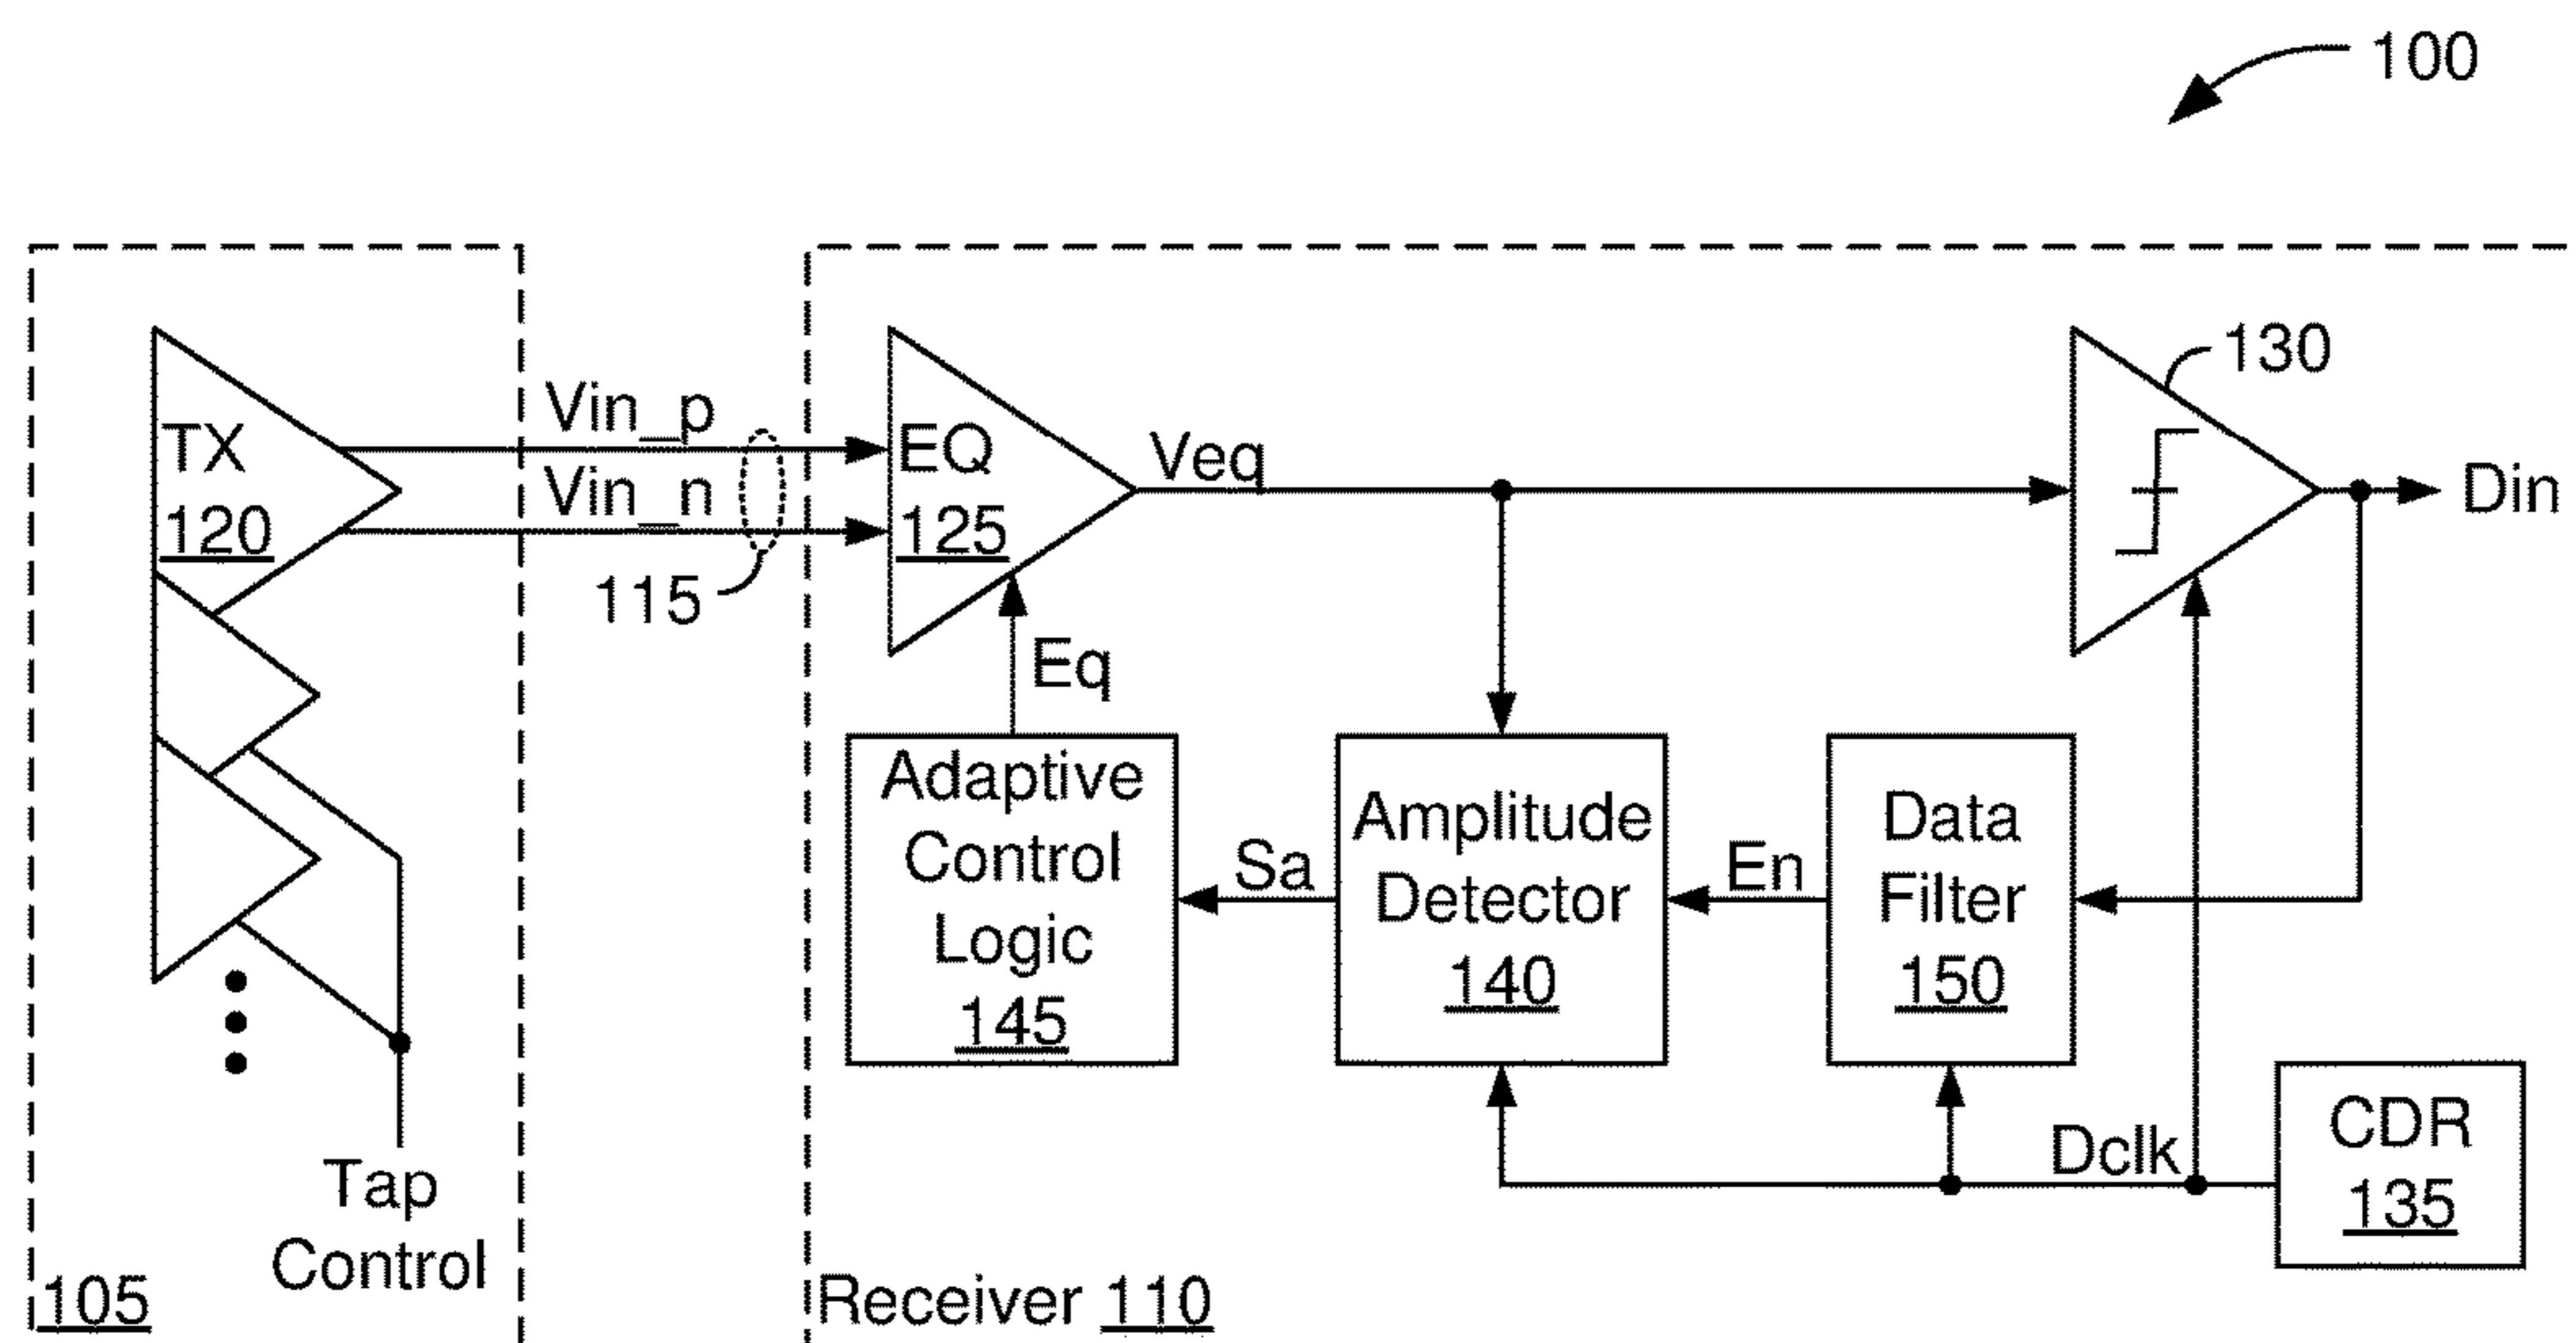 100
TX
120
Vin_p
Vin_n
115
EQ
125
Veq
130
Din
Eq
Adaptive
Control
Logic
145
Sa
Amplitude
Detector
140
En
Data
Filter
150
Dclk
CDR
135
Tap
Control
105
Receiver 110